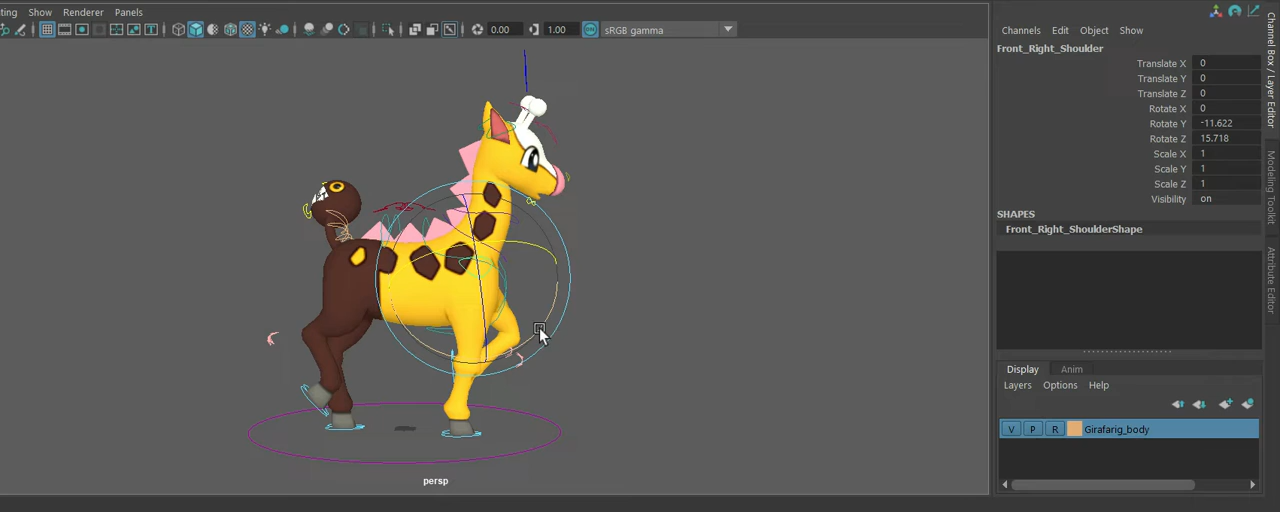 ting Show Renderer Panels
0.00 1.00 ON sRGB gamma
Channels Edit Object Show
Front_Right_Shoulder
Translate X 0
Translate Y 0
Translate Z 0
Rotate X 0
Rotate Y -11.622
Rotate Z 15.718
Scale X 1
Scale Y 1
Scale Z 1
Visibility on
SHAPES
Front_Right_ShoulderShape
Display Anim
Layers Options Help
V P R Girafarig_body
persp
Channel Box / Layer Editor
Modeling Toolkit
Attribute Editor